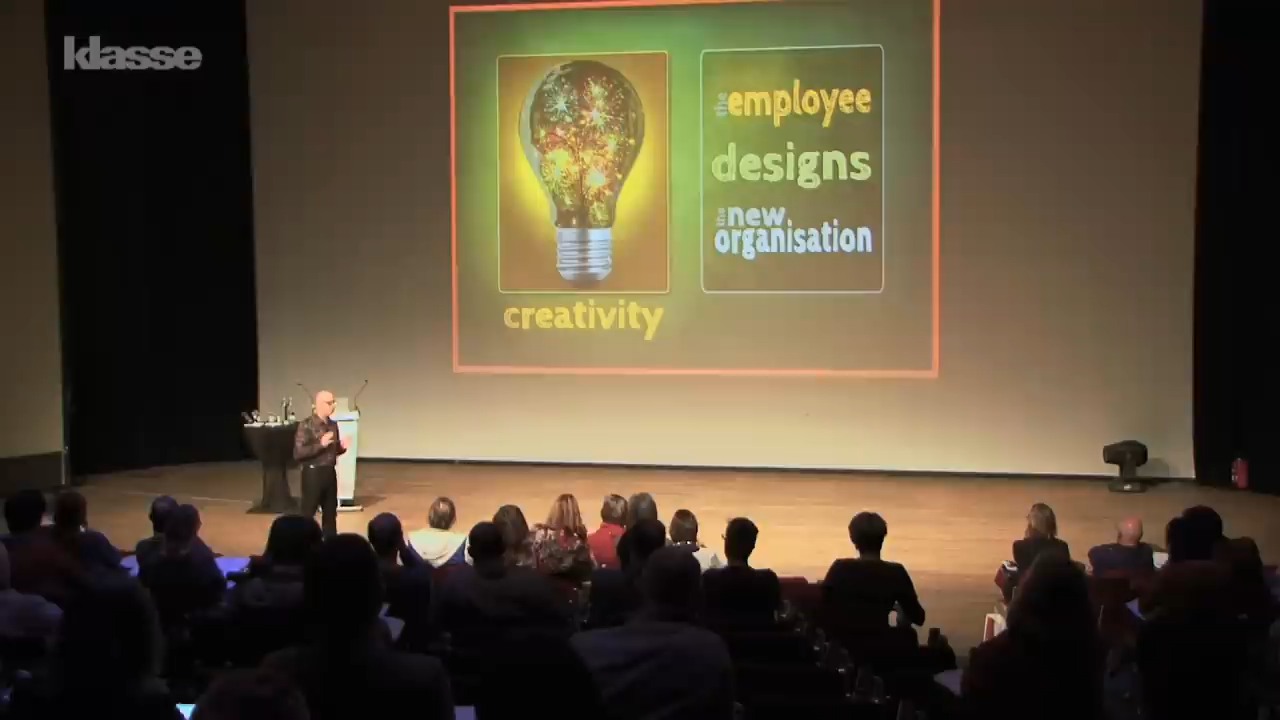 klasse
creativity
the employee
designs
the new
organisation